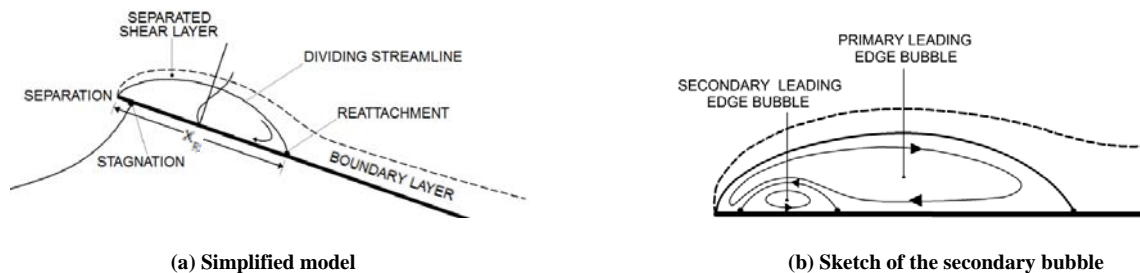 SEPARATED
SHEAR LAYER
DIVIDING STREAMLINE
SEPARATION
REATTACHMENT
X_R
STAGNATION
BOUNDARY LAYER
(a) Simplified model
PRIMARY LEADING
EDGE BUBBLE
SECONDARY LEADING
EDGE BUBBLE
(b) Sketch of the secondary bubble